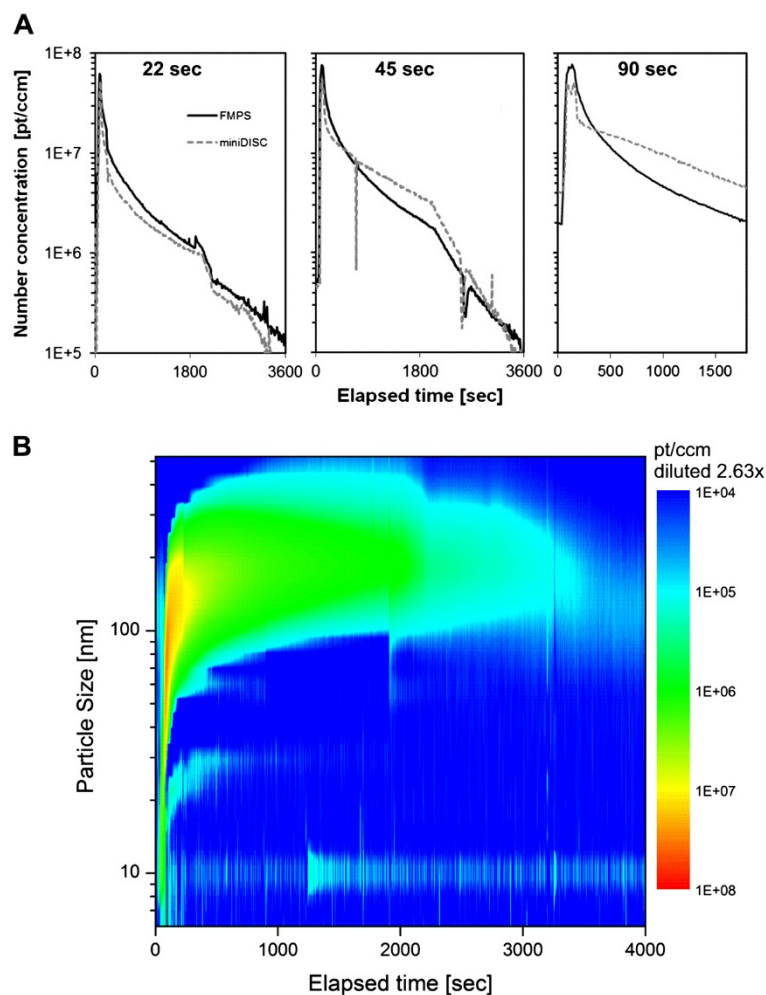 A
22 sec
45 sec
90 sec
FMPS
miniDISC
Number concentration [pt/ccm]
1E+8
1E+7
1E+6
1E+5
0
1800
3600
0
1800
3600
0
500
1000
1500
Elapsed time [sec]
B
pt/ccm
diluted 2.63x
1E+04
1E+05
1E+06
1E+07
1E+08
Particle Size [nm]
100
10
0
1000
2000
3000
4000
Elapsed time [sec]